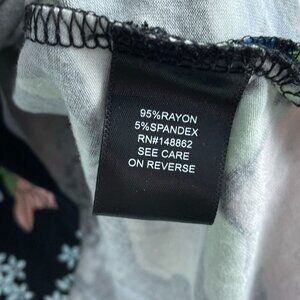 95%RAYON
5%SPANDEX
RN#148862
SEE CARE
ON REVERSE